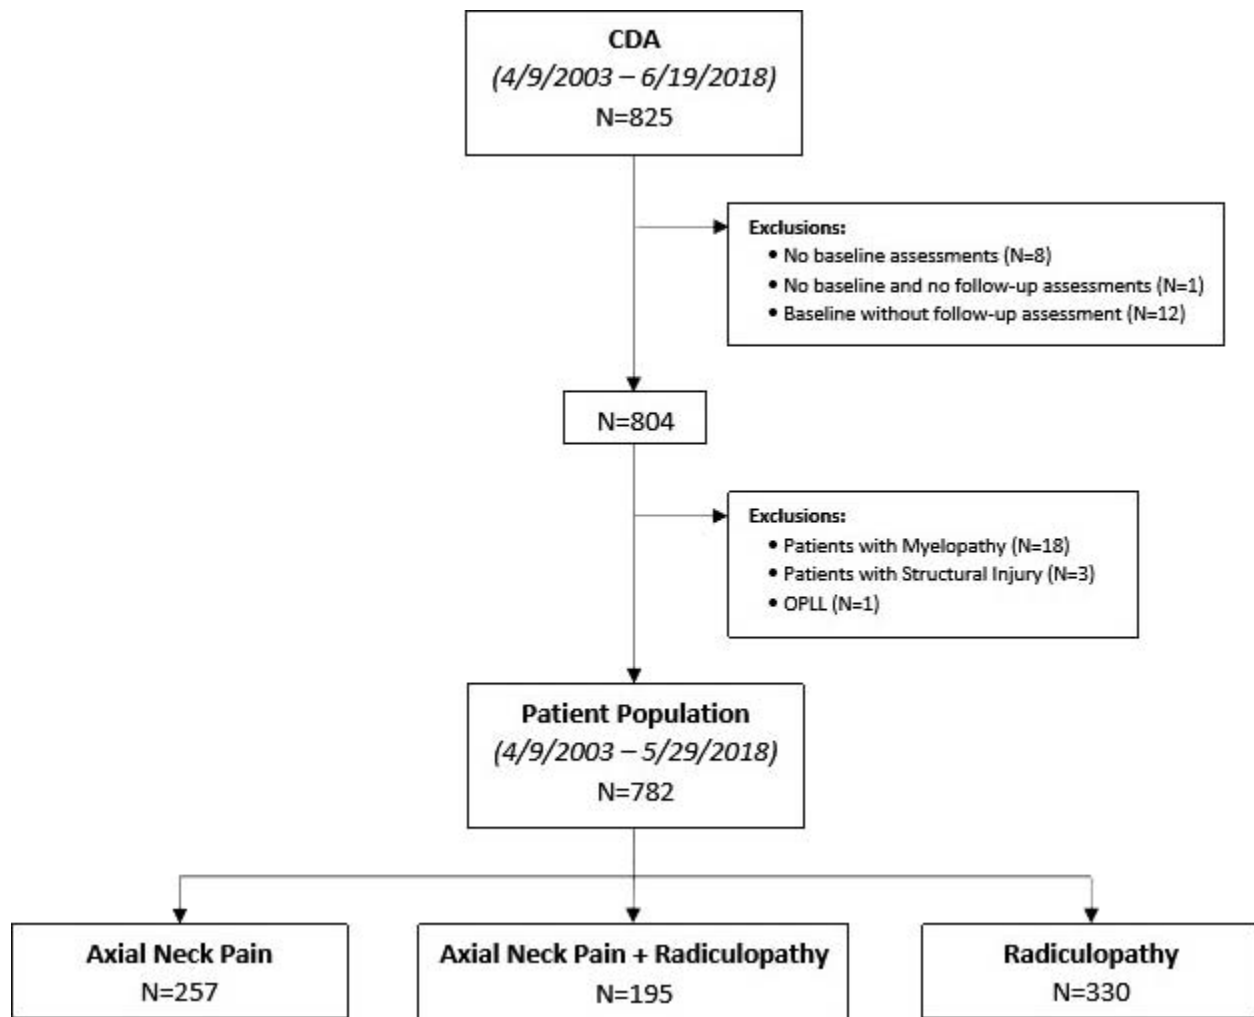 CDA
(4/9/2003 – 6/19/2018)
N=825
Exclusions:
• No baseline assessments (N=8)
• No baseline and no follow-up assessments (N=1)
• Baseline without follow-up assessment (N=12)
N=804
Exclusions:
• Patients with Myelopathy (N=18)
• Patients with Structural Injury (N=3)
• OPLL (N=1)
Patient Population
(4/9/2003 – 5/29/2018)
N=782
Axial Neck Pain
N=257
Axial Neck Pain + Radiculopathy
N=195
Radiculopathy
N=330